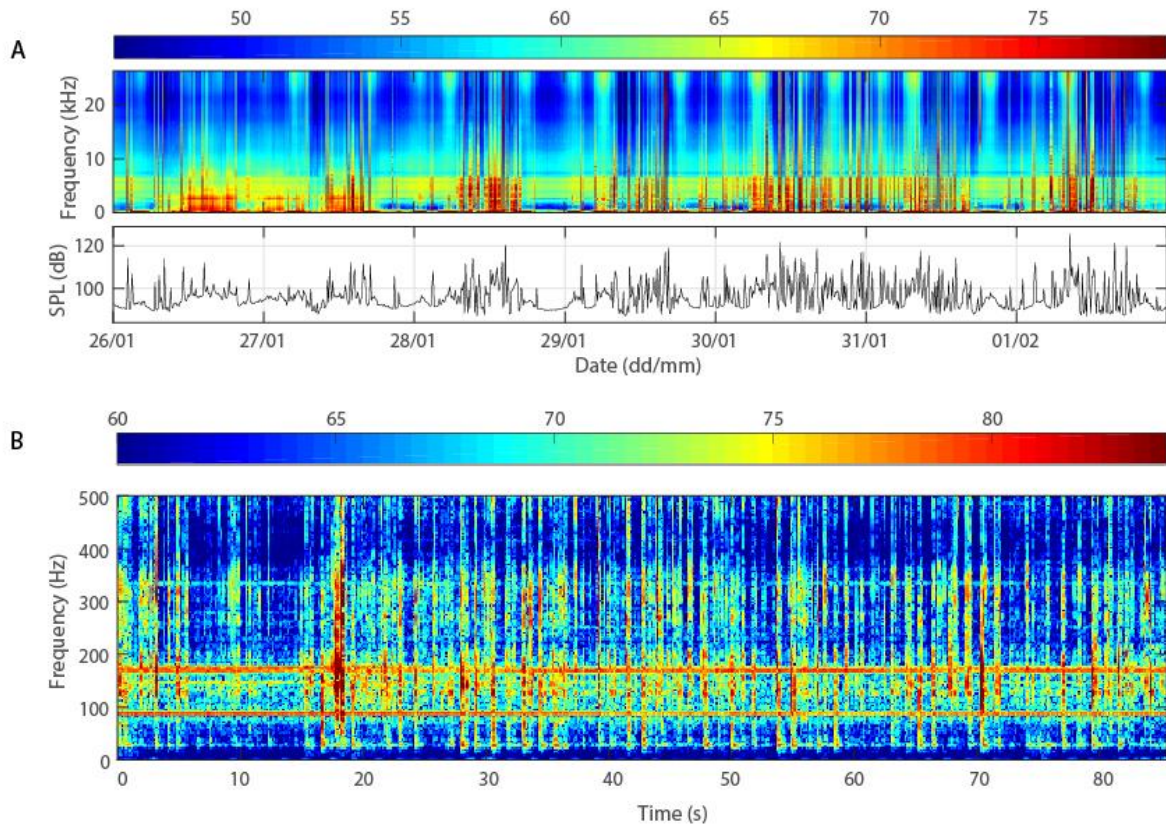 50 55 60 65 70 75
A
Frequency (kHz)
20
10
0
SPL (dB)
120
100
26/01 27/01 28/01 29/01 30/01 31/01 01/02
Date (dd/mm)
60 65 70 75 80
B
Frequency (Hz)
500
400
300
200
100
0
0 10 20 30 40 50 60 70 80
Time (s)